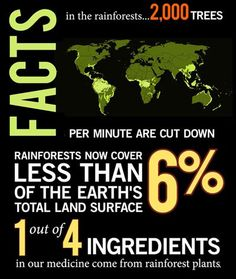 FACTS
in the rainforests...2,000 TREES
PER MINUTE ARE CUT DOWN
RAINFORESTS NOW COVER
LESS THAN 6%
OF THE EARTH'S
TOTAL LAND SURFACE
1 out of 4 INGREDIENTS
in our medicine come from rainforest plants.